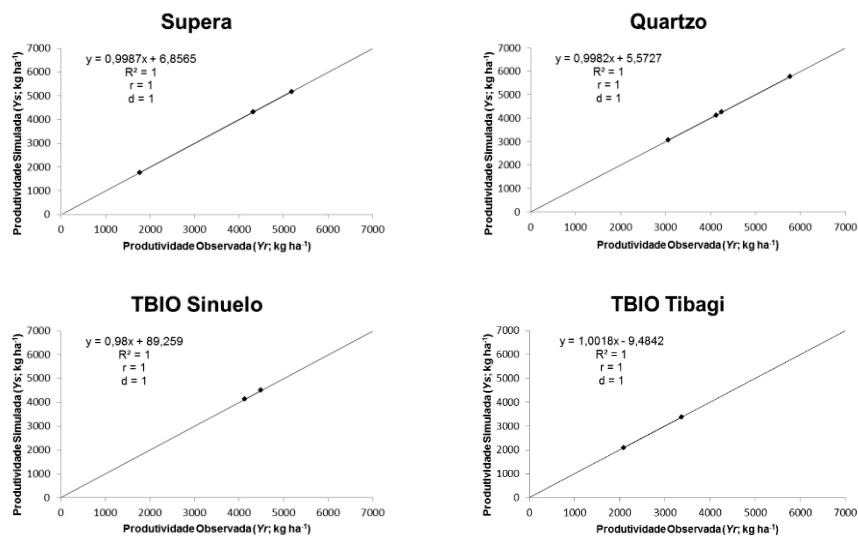 Supera
Produtividade Simulada (Ys; kg ha⁻¹)
7000
6000
5000
4000
3000
2000
1000
0
y = 0,9987x + 6,8565
R² = 1
r = 1
d = 1
0 1000 2000 3000 4000 5000 6000 7000
Produtividade Observada (Yr; kg ha⁻¹)
Quartzo
Produtividade Simulada (Ys; kg ha⁻¹)
7000
6000
5000
4000
3000
2000
1000
0
y = 0,9982x + 5,5727
R² = 1
r = 1
d = 1
0 1000 2000 3000 4000 5000 6000 7000
Produtividade Observada (Yr; kg ha⁻¹)
TBIO Sinuelo
Produtividade Simulada (Ys; kg ha⁻¹)
7000
6000
5000
4000
3000
2000
1000
0
y = 0,98x + 89,259
R² = 1
r = 1
d = 1
0 1000 2000 3000 4000 5000 6000 7000
Produtividade Observada (Yr; kg ha⁻¹)
TBIO Tibagi
Produtividade Simulada (Ys; kg ha⁻¹)
7000
6000
5000
4000
3000
2000
1000
0
y = 1,0018x - 9,4842
R² = 1
r = 1
d = 1
0 1000 2000 3000 4000 5000 6000 7000
Produtividade Observada (Yr; kg ha⁻¹)